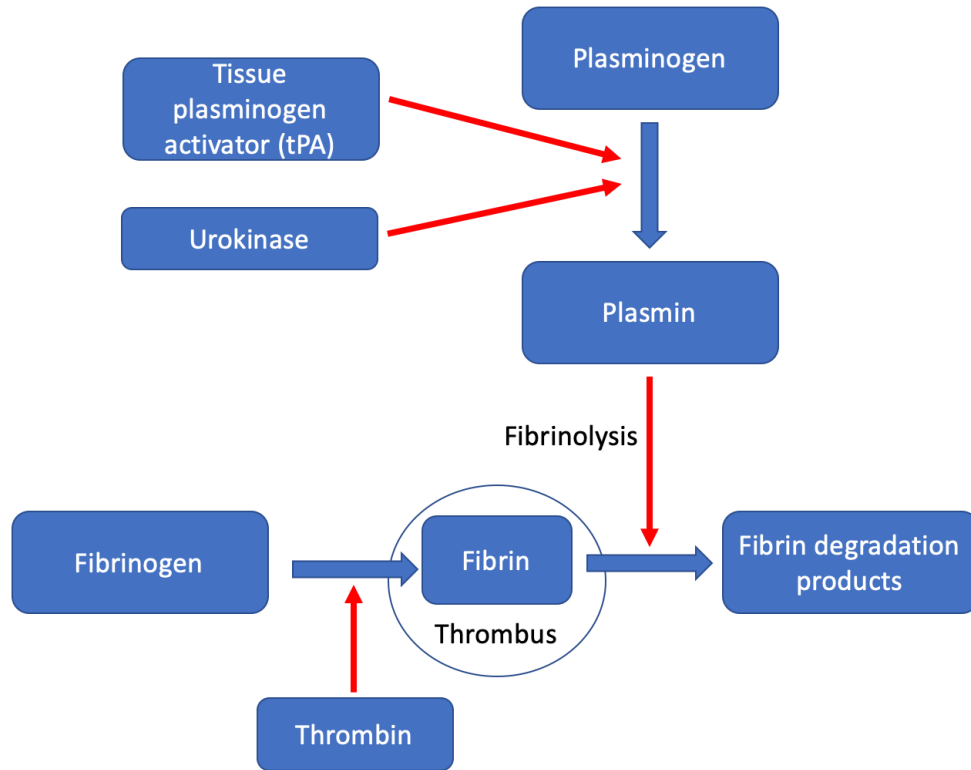 Plasminogen
Tissue
plasminogen
activator (tPA)
Urokinase
Plasmin
Fibrinolysis
Fibrinogen
Fibrin
Thrombus
Fibrin degradation
products
Thrombin